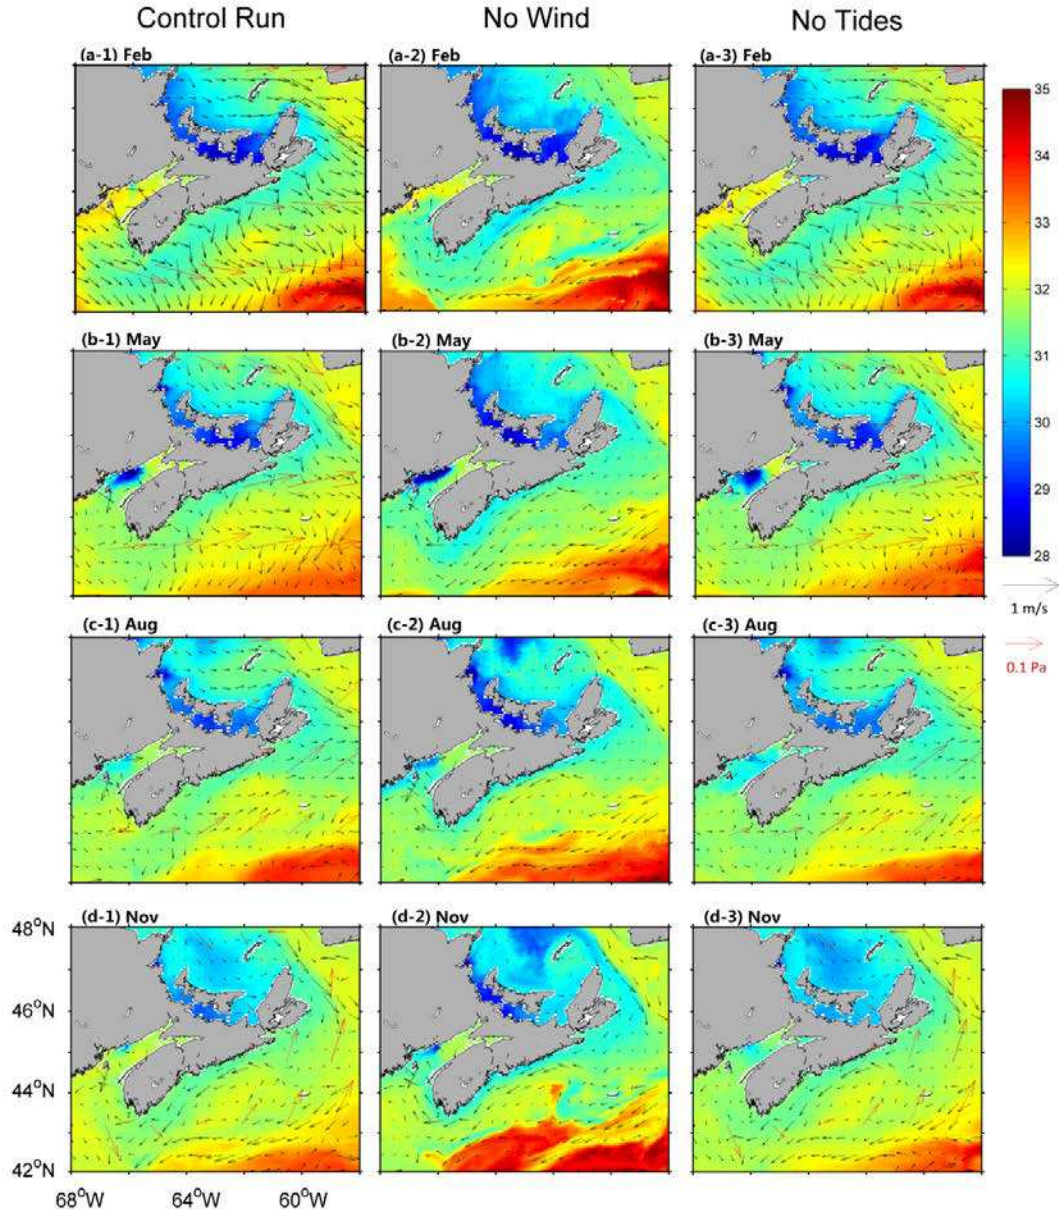 Control Run No Wind No Tides
(a-1) Feb (a-2) Feb (a-3) Feb
35
34
33
32
31
30
29
28
(b-1) May (b-2) May (b-3) May
1 m/s
0.1 Pa
(c-1) Aug (c-2) Aug (c-3) Aug
(d-1) Nov (d-2) Nov (d-3) Nov
48°N
46°N
44°N
42°N
68°W 64°W 60°W